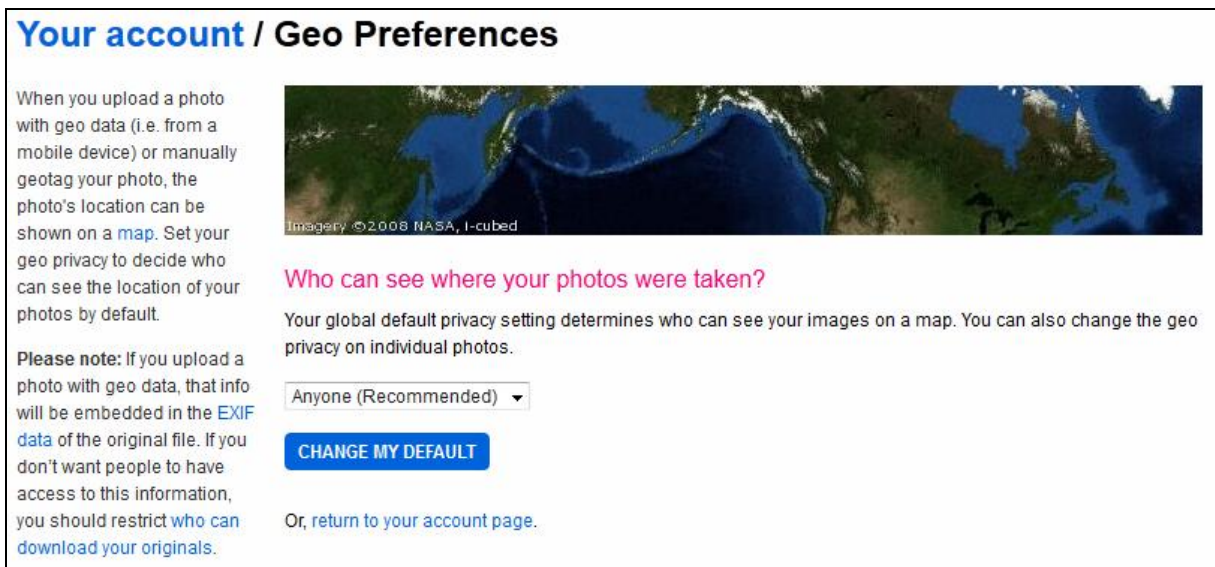 Your account / Geo Preferences
When you upload a photo
with geo data (i.e. from a
mobile device) or manually
geotag your photo, the
photo's location can be
shown on a map. Set your
geo privacy to decide who
can see the location of your
photos by default.
Please note: If you upload a
photo with geo data, that info
will be embedded in the EXIF
data of the original file. If you
don't want people to have
access to this information,
you should restrict who can
download your originals.
Imagery ©2008 NASA, i-cubed
Who can see where your photos were taken?
Your global default privacy setting determines who can see your images on a map. You can also change the geo
privacy on individual photos.
Anyone (Recommended)
CHANGE MY DEFAULT
Or, return to your account page.